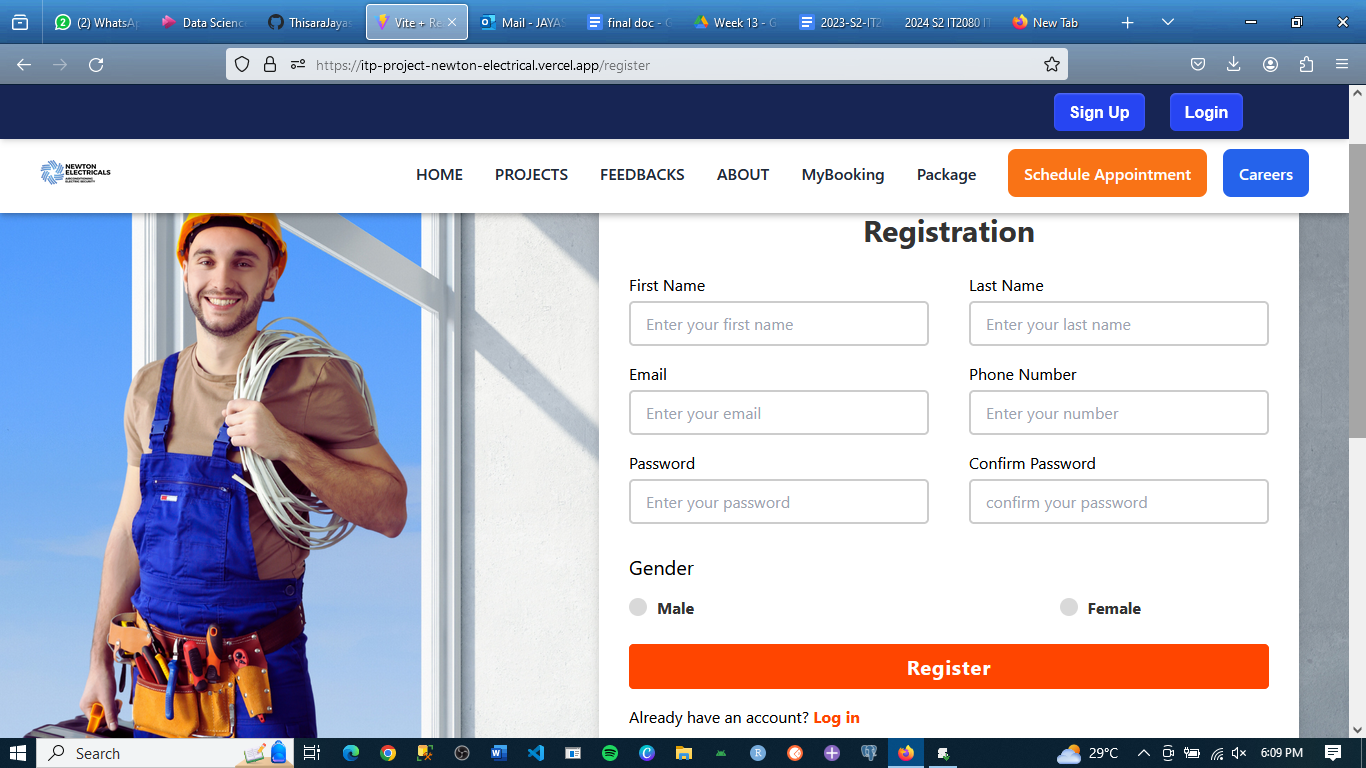 (2) WhatsAp
Data Scienc
ThisaraJayas
Vite + Re
Mail - JAYAS
final doc - G
Week 13 - G
2023-S2-IT2
2024 S2 IT2080 IT
New Tab
https://itp-project-newton-electrical.vercel.app/register
Sign Up
Login
NEWTON
ELECTRICALS
HOME
PROJECTS
FEEDBACKS
ABOUT
MyBooking
Package
Schedule Appointment
Careers
Registration
First Name
Last Name
Enter your first name
Enter your last name
Email
Phone Number
Enter your email
Enter your number
Password
Confirm Password
Enter your password
confirm your password
Gender
Male
Female
Register
Already have an account? Log in
Search
29°C
6:09 PM